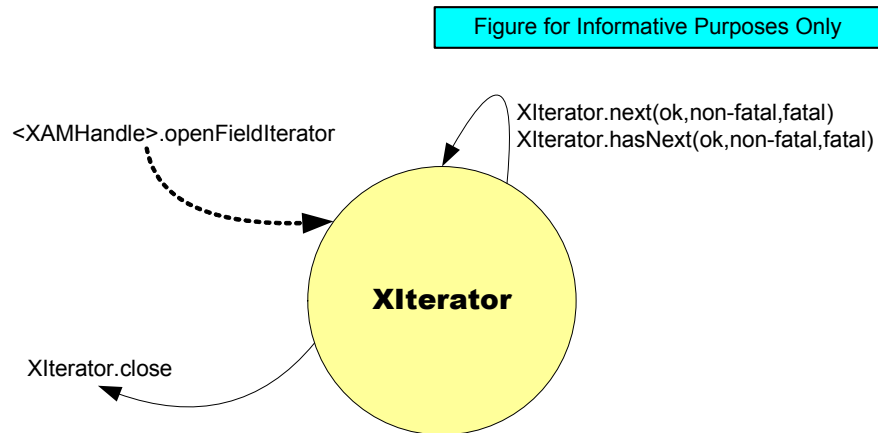 Figure for Informative Purposes Only
<XAMHandle>.openFieldIterator
XIterator.next(ok,non-fatal,fatal)
XIterator.hasNext(ok,non-fatal,fatal)
XIterator
XIterator.close